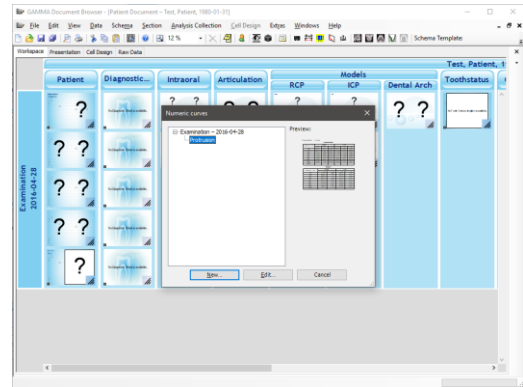 GAMMA Document Browser - [Patient Document - Test, Patient, 1980-01-01]
File Edit View Data Schema Section Analysis Collection Cell Design Extras Windows Help
12 % Schema Template:
Workspace Presentation Cell Design Raw Data
Test, Patient, 1
Patient Diagnostic... Intraoral Articulation Models Dental Arch Toothstatus
RCP ICP
Examination
2016-04-28
Numeric curves
Examination - 2016-04-28
Protrusion
Preview:
New... Edit... Cancel